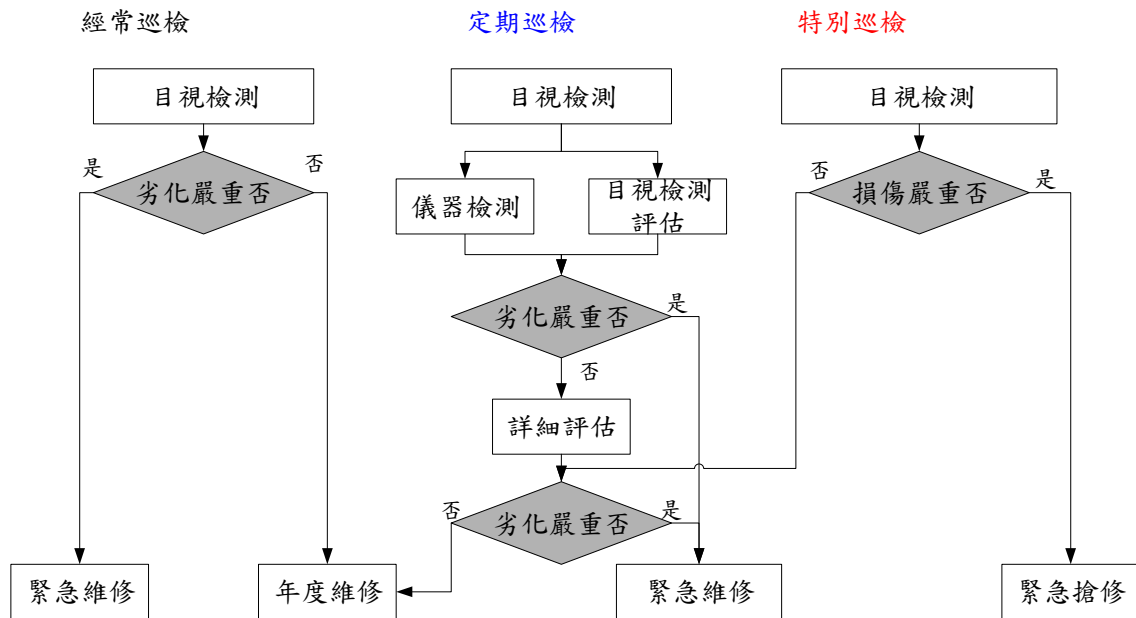 經常巡檢
定期巡檢
特別巡檢
目視檢測
目視檢測
目視檢測
是
否
劣化嚴重否
儀器檢測
目視檢測
評估
否
是
損傷嚴重否
劣化嚴重否
是
否
詳細評估
否
是
劣化嚴重否
緊急維修
年度維修
緊急維修
緊急搶修